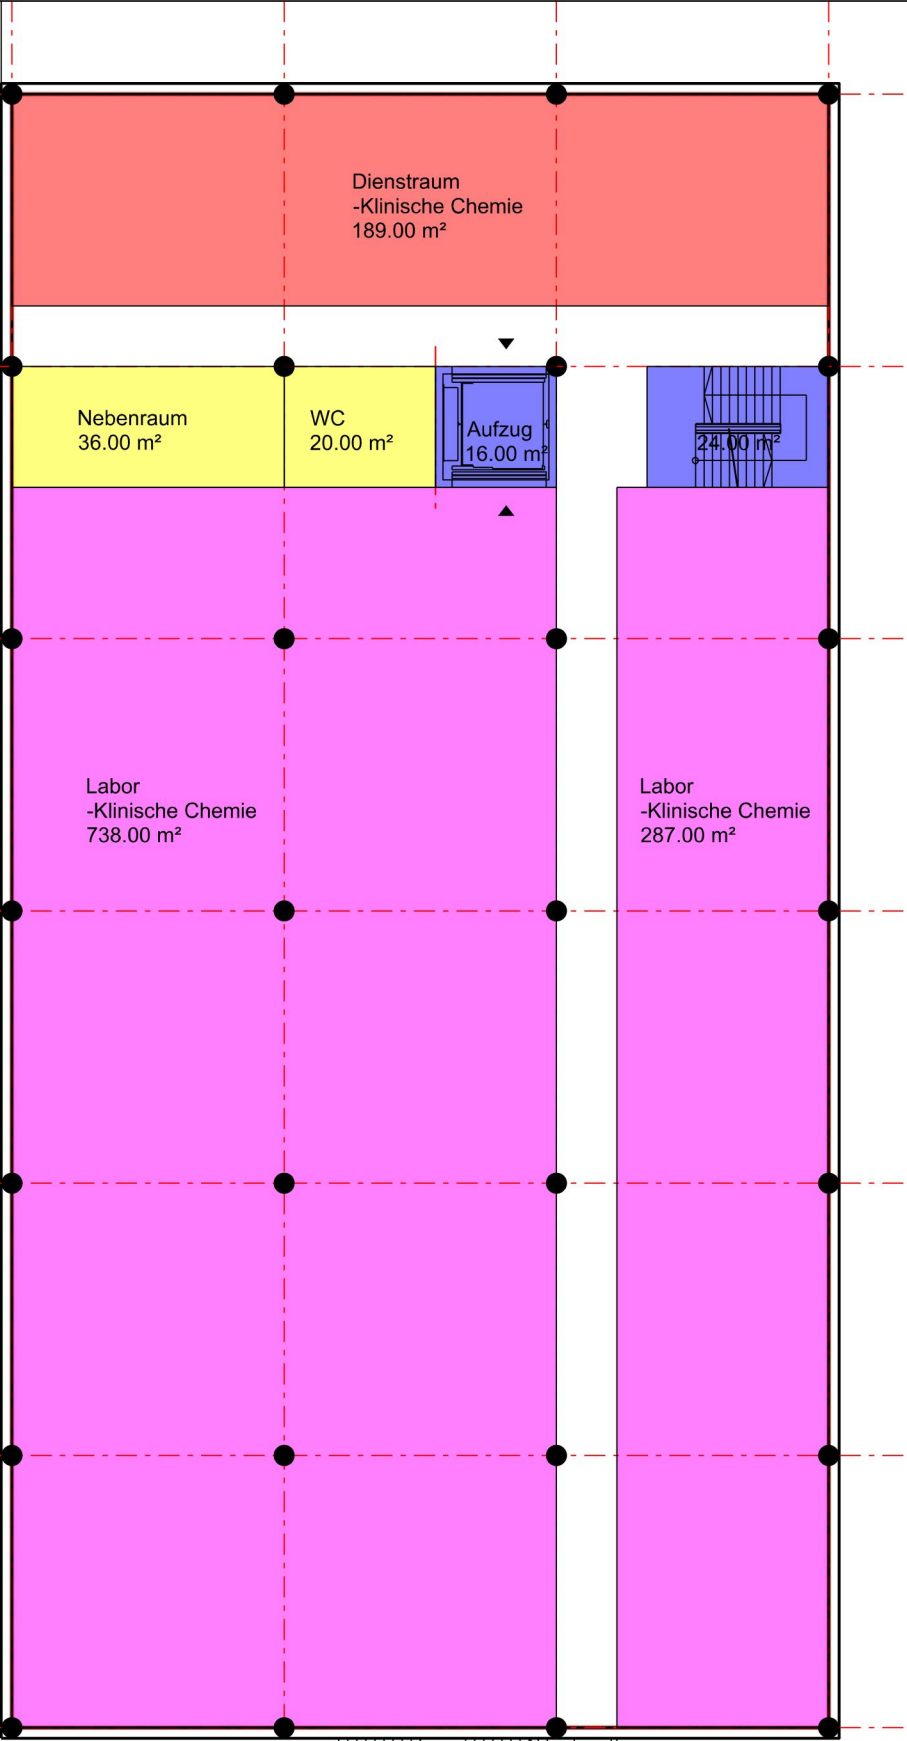 Dienstraum
-Klinische Chemie
189.00 m²
Nebenraum
36.00 m²
WC
20.00 m²
Aufzug
16.00 m²
24.00 m²
Labor
-Klinische Chemie
738.00 m²
Labor
-Klinische Chemie
287.00 m²